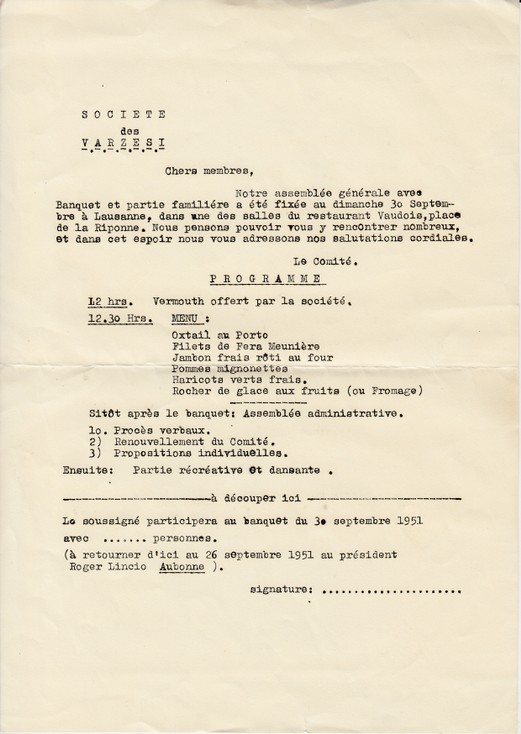 SOCIETE
des
VARZESI
Chers membres,
Notre assemblée générale avec
Banquet et partie familiére a été fixée au dimanche 30 Septem-
bre à Lausanne, dans une des salles du restaurant Vaudois,place
de la Riponne. Nous pensons pouvoir vous y rencontrer nombreux,
et dans cet espoir nous vous adressons nos salutations cordiales.
Le Comité.
PROGRAMME
12 hrs. Vermouth offert par la société.
12.30 Hrs. MENU :
Oxtail au Porto
Filets de Fera Meunière
Jambon frais rôti au four
Pommes mignonettes
Haricots verts frais.
Rocher de glace aux fruits (ou Fromage)
Sitôt après le banquet: Assemblée administrative.
1o. Procès verbaux.
2) Renouvellement du Comité.
3) Propositions individuelles.
Ensuite: Partie récréative et dansante .
à découper ici
Le soussigné participera au banquet du 30 septembre 1951
avec ....... personnes.
(à retourner d'ici au 26 septembre 1951 au président
Roger Lincio Aubonne ).
signature: ......................